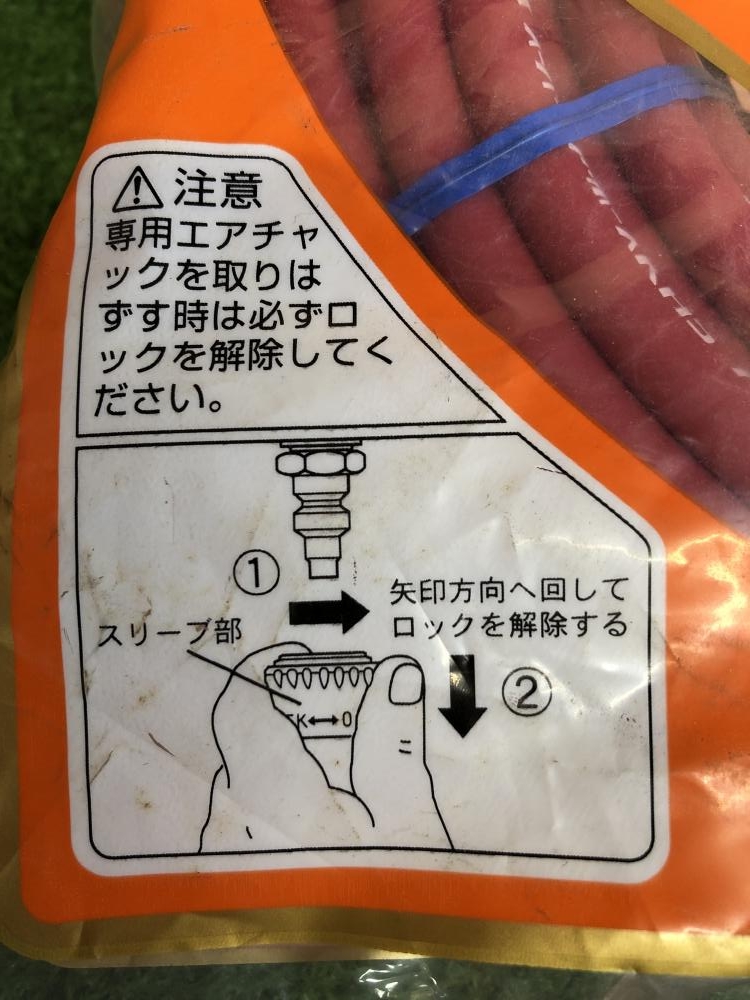 注意
専用エアチャ
ックを取りは
ずす時は必ずロ
ックを解除してく
ださい。
①
矢印方向へ回して
ロックを解除する
スリーブ部
②
CK↔O